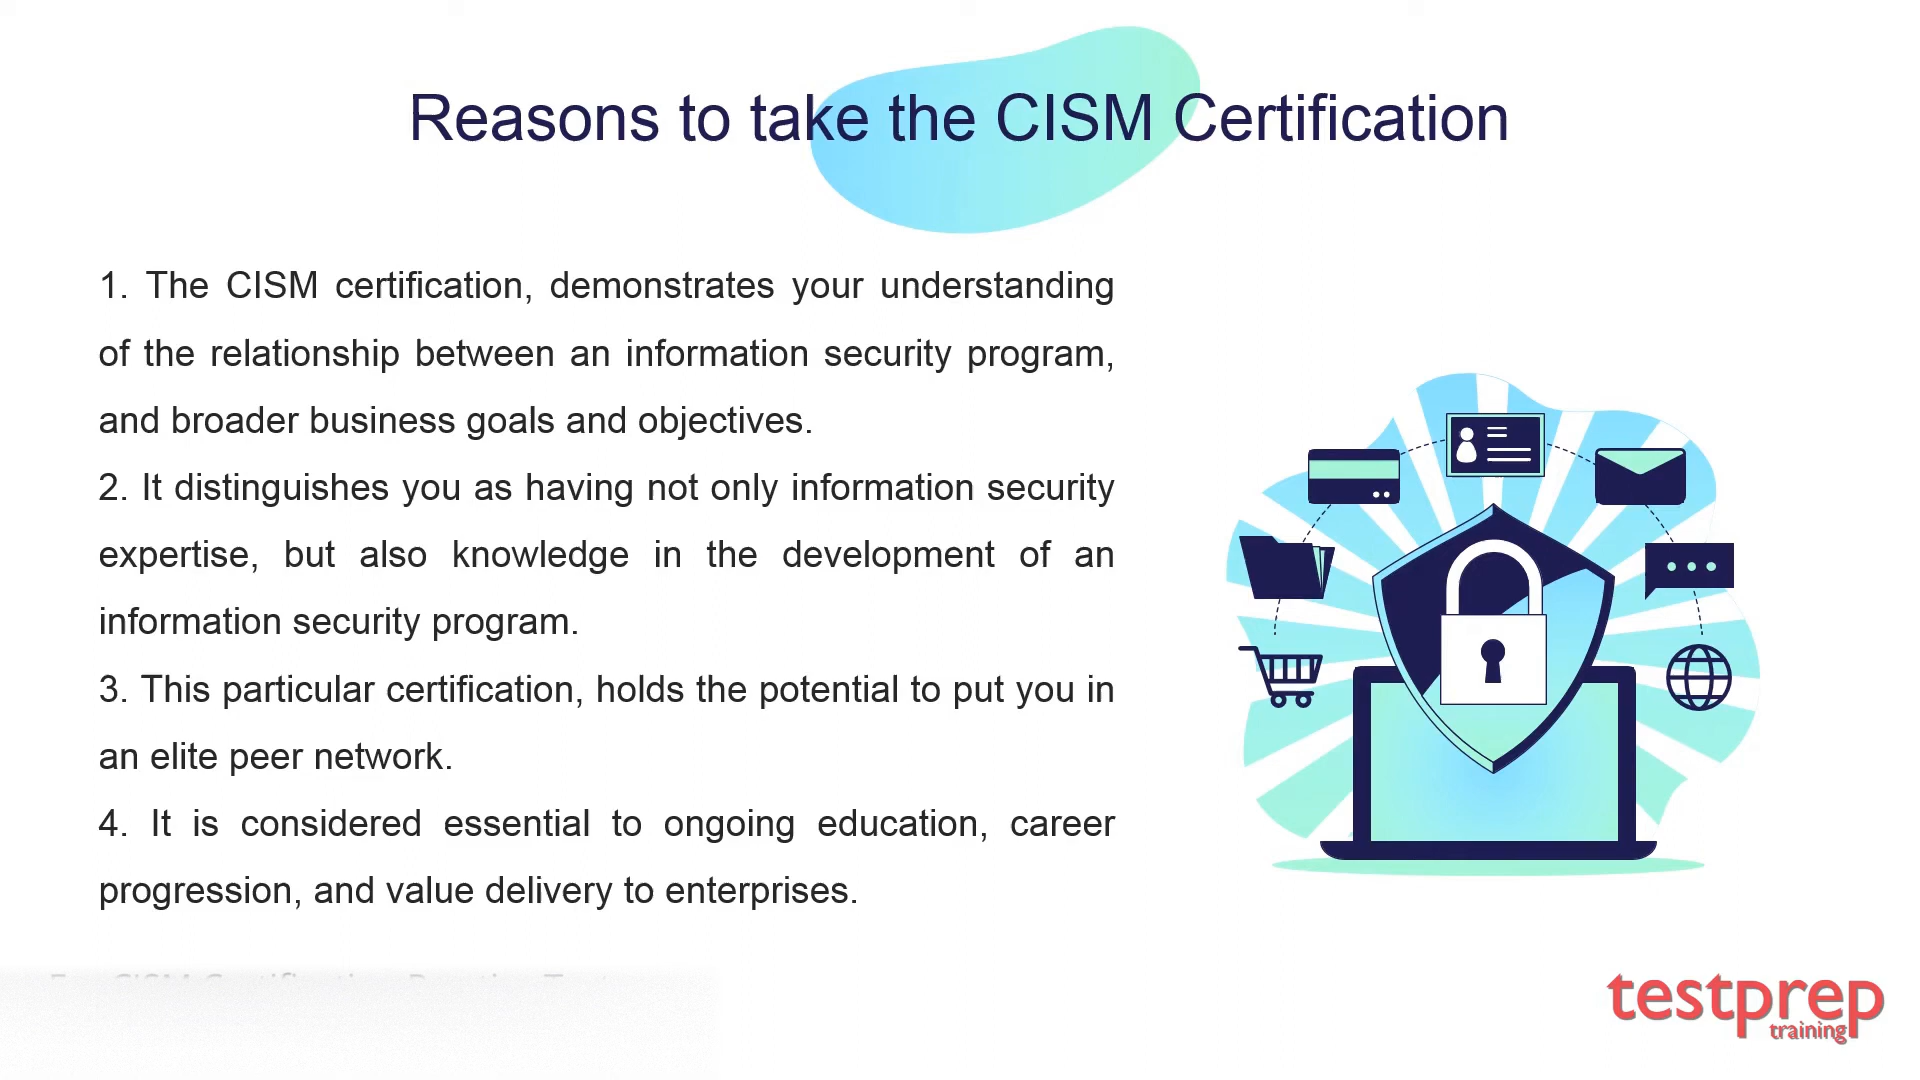 Reasons to take the CISM Certification
1. The CISM certification, demonstrates your understanding
of the relationship between an information security program,
and broader business goals and objectives.
2. It distinguishes you as having not only information security
expertise, but also knowledge in the development of an
information security program.
3. This particular certification, holds the potential to put you in
an elite peer network.
4. It is considered essential to ongoing education, career
progression, and value delivery to enterprises.
testprep
training